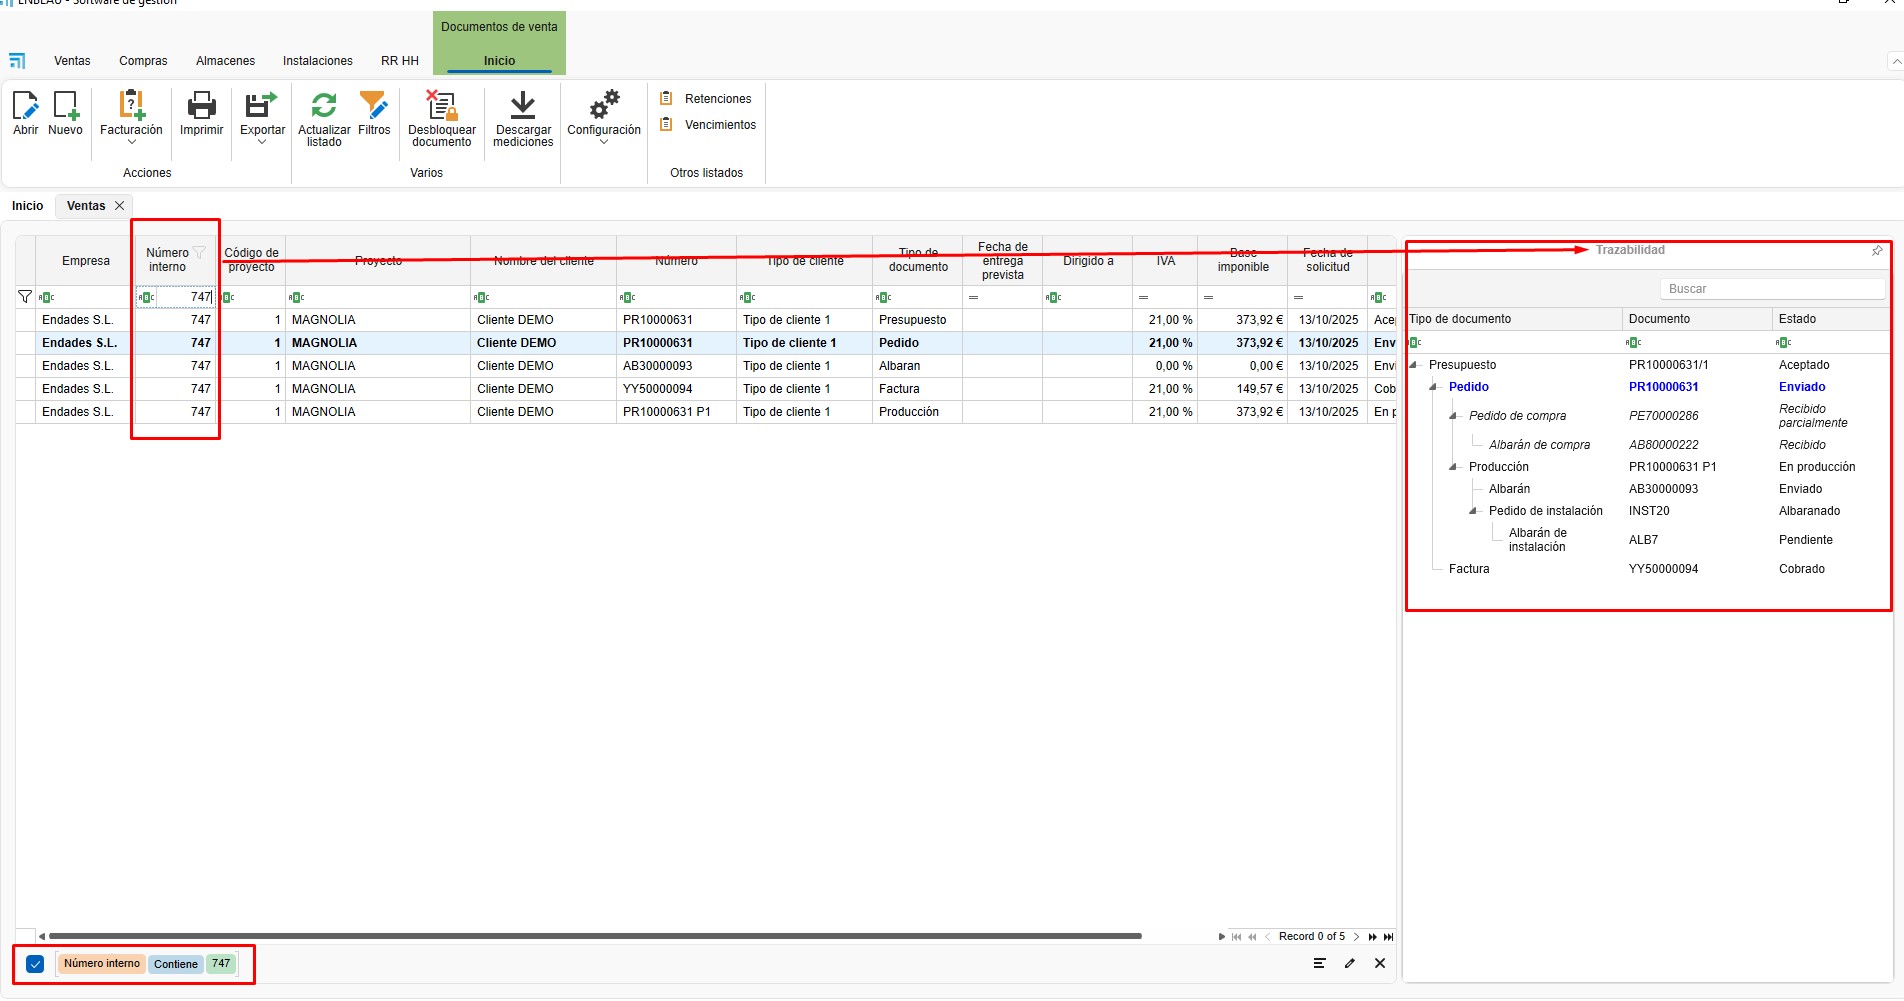 ENBLAU - Software de gestión
Documentos de venta
Ventas Compras Almacenes Instalaciones RR HH Inicio
Abrir Nuevo Facturación Imprimir Exportar Actualizar listado Filtros Desbloquear documento Descargar mediciones Configuración
Retenciones
Vencimientos
Acciones Varios Otros listados
Inicio Ventas
Empresa Número interno Código de proyecto Proyecto Nombre del cliente Número Tipo de cliente Tipo de documento Fecha de entrega prevista Dirigido a IVA Base imponible Fecha de solicitud
747
Endades S.L. 747 1 MAGNOLIA Cliente DEMO PR10000631 Tipo de cliente 1 Presupuesto 21,00 % 373,92 € 13/10/2025 Ace
Endades S.L. 747 1 MAGNOLIA Cliente DEMO PR10000631 Tipo de cliente 1 Pedido 21,00 % 373,92 € 13/10/2025 Env
Endades S.L. 747 1 MAGNOLIA Cliente DEMO AB30000093 Tipo de cliente 1 Albaran 0,00 % 0,00 € 13/10/2025 Envi
Endades S.L. 747 1 MAGNOLIA Cliente DEMO YY50000094 Tipo de cliente 1 Factura 21,00 % 149,57 € 13/10/2025 Cob
Endades S.L. 747 1 MAGNOLIA Cliente DEMO PR10000631 P1 Tipo de cliente 1 Producción 21,00 % 373,92 € 13/10/2025 En p
Record 0 of 5
Número interno Contiene 747
Trazabilidad
Buscar
Tipo de documento Documento Estado
Presupuesto PR10000631/1 Aceptado
Pedido PR10000631 Enviado
Pedido de compra PE70000286 Recibido parcialmente
Albarán de compra AB80000222 Recibido
Producción PR10000631 P1 En producción
Albarán AB30000093 Enviado
Pedido de instalación INST20 Albaranado
Albarán de instalación ALB7 Pendiente
Factura YY50000094 Cobrado